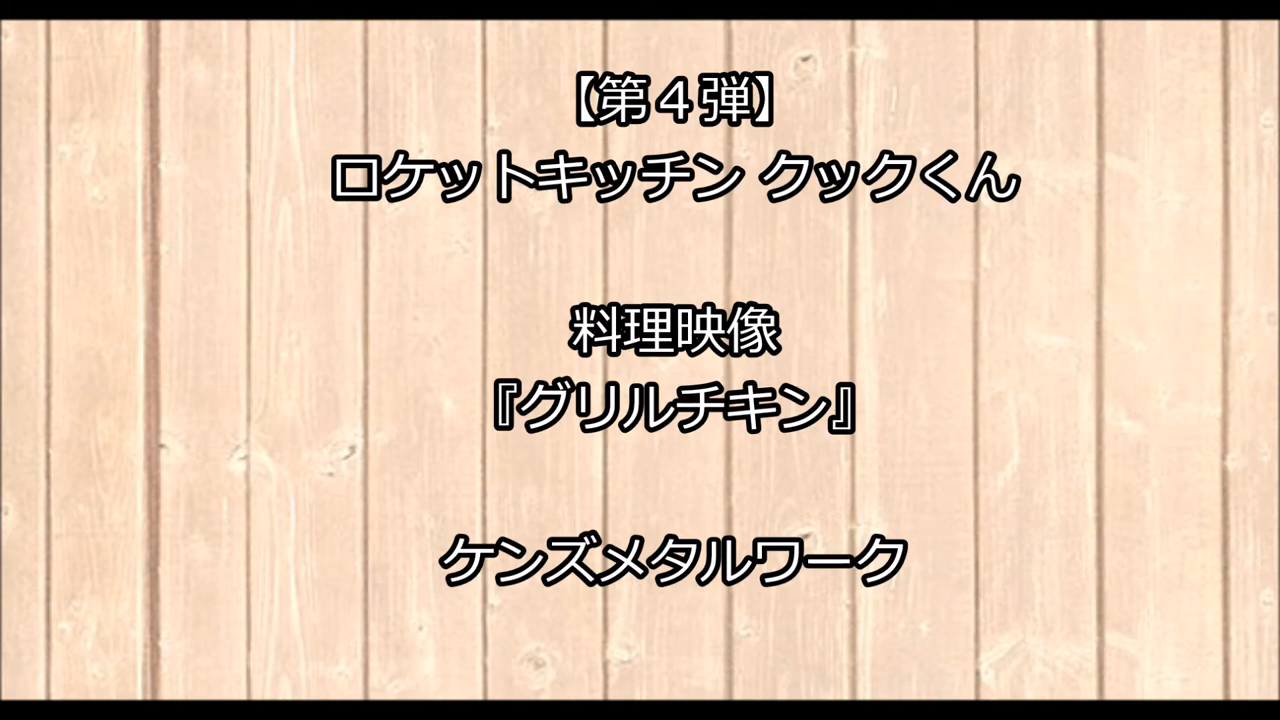 【第４弾】
ロケットキッチン クックくん
料理映像
『グリルチキン』
ケンズメタルワーク